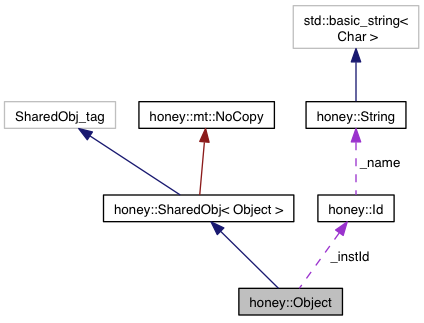 std::basic_string<
Char >
SharedObj_tag
honey::mt::NoCopy
honey::String
_name
honey::SharedObj< Object >
honey::Id
_instId
honey::Object